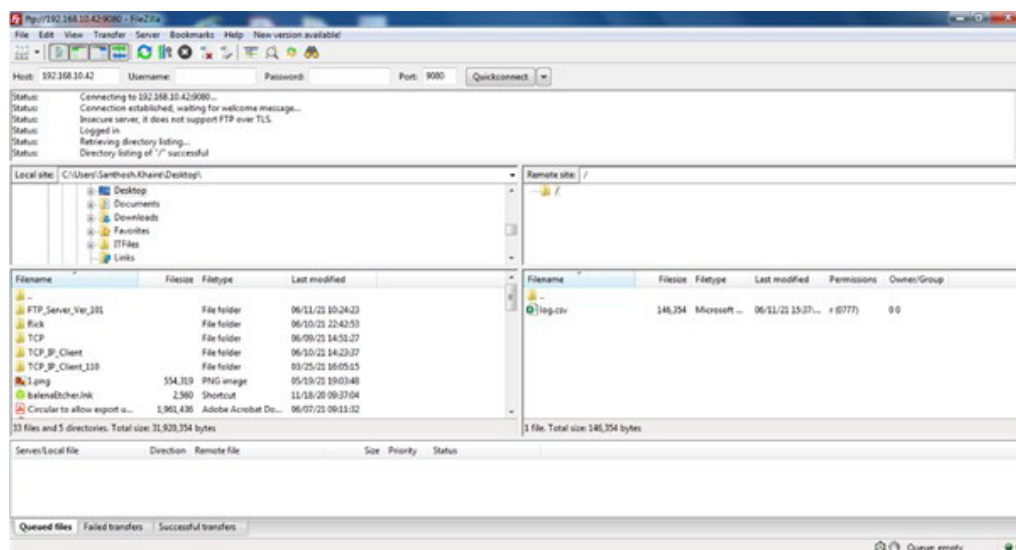 ftp://192.168.10.42:9080 - FileZilla
File Edit View Transfer Server Bookmarks Help New version available!
Host: 192.168.10.42 Username: Password: Port: 9080 Quickconnect
Status: Connecting to 192.168.10.42:9080...
Status: Connection established, waiting for welcome message...
Status: Insecure server, it does not support FTP over TLS.
Status: Logged in
Status: Retrieving directory listing...
Status: Directory listing of "/" successful
Local site: C:\Users\Santhosh.Khaire\Desktop\
Remote site: /
Desktop
Documents
Downloads
Favorites
ITFiles
Links
/
Filename Filesize Filetype Last modified
..
FTP_Server_Ver_101 File folder 06/11/21 10:24:23
Rick File folder 06/10/21 22:42:53
TCP File folder 06/09/21 14:51:27
TCP_IP_Client File folder 06/10/21 14:23:37
TCP_IP_Client_110 File folder 03/25/21 16:05:15
1.png 554,319 PNG image 05/19/21 19:03:48
balenaEtcher.lnk 2,560 Shortcut 11/18/20 09:37:04
Circular to allow export u... 1,961,436 Adobe Acrobat Do... 06/07/21 09:11:32
33 files and 5 directories. Total size: 31,920,354 bytes
Filename Filesize Filetype Last modified Permissions Owner/Group
..
log.csv 146,354 Microsoft ... 06/11/21 15:37:... r (0777) 0 0
1 file. Total size: 146,354 bytes
Server/Local file Direction Remote file Size Priority Status
Queued files Failed transfers Successful transfers
Queue: empty